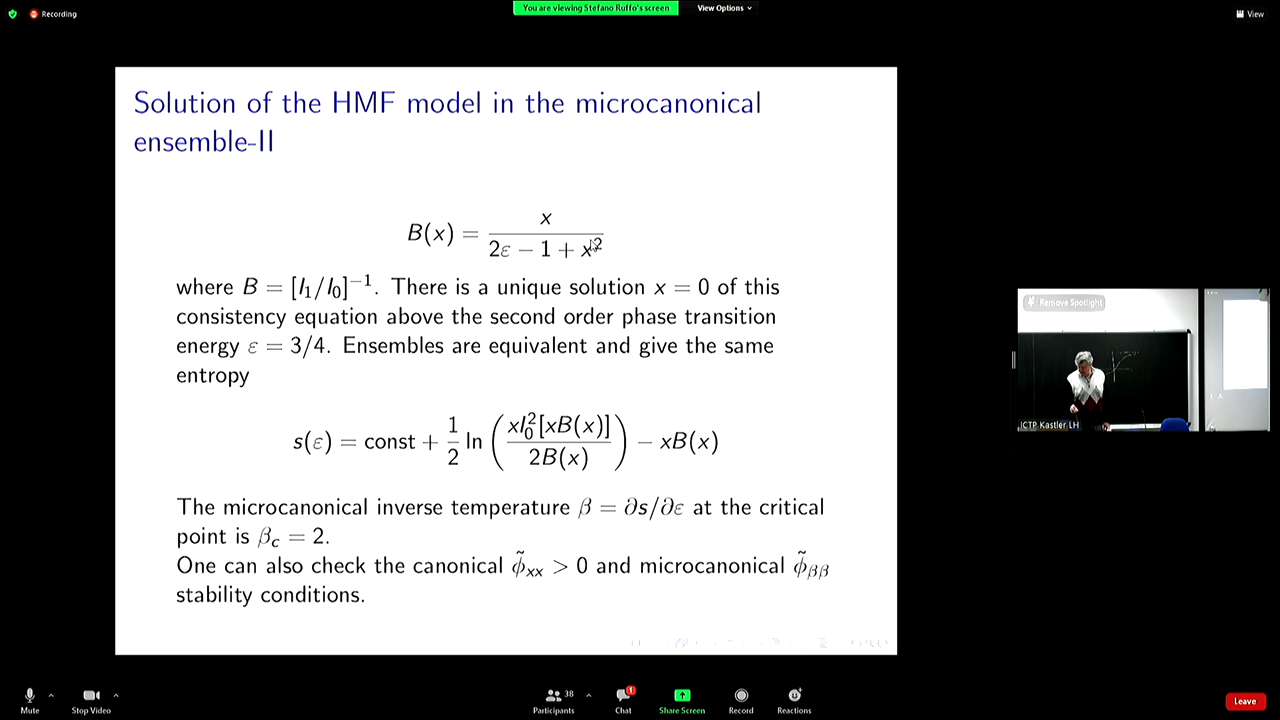 Recording
You are viewing Stefano Ruffo's screen
View Options
View
Solution of the HMF model in the microcanonical
ensemble-II
B(x) = x / (2ε − 1 + x²)
where B = [I₁/I₀]⁻¹. There is a unique solution x = 0 of this
consistency equation above the second order phase transition
energy ε = 3/4. Ensembles are equivalent and give the same
entropy
s(ε) = const + 1/2 ln ( xI₀²[xB(x)] / 2B(x) ) − xB(x)
The microcanonical inverse temperature β = ∂s/∂ε at the critical
point is β_c = 2.
One can also check the canonical φ̃_xx > 0 and microcanonical φ̃_ββ
stability conditions.
Remove Spotlight
ICTP Kastler LH
Mute
Stop Video
38
Participants
1
Chat
Share Screen
Record
Reactions
Leave